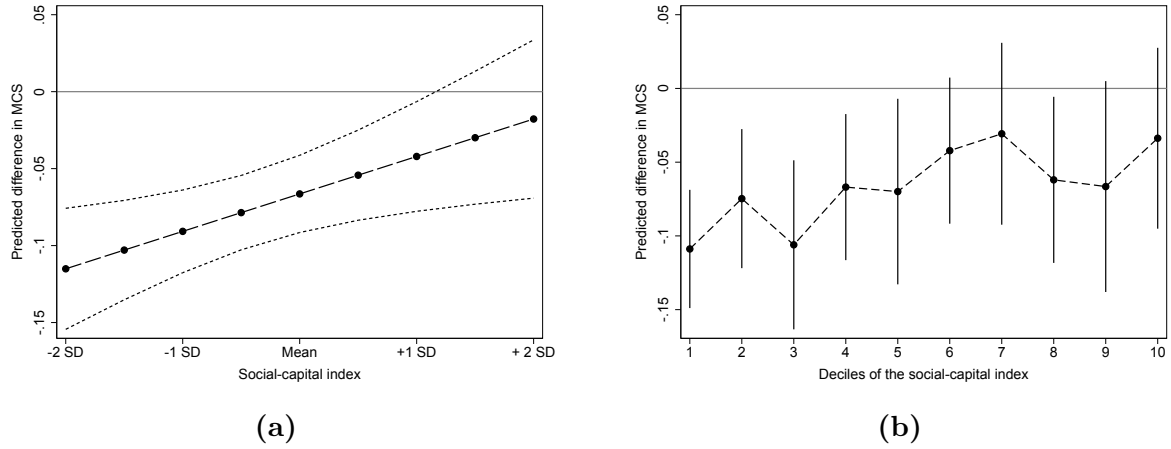 .05
0
-.05
-.1
-.15
Predicted difference in MCS
-2 SD -1 SD Mean +1 SD + 2 SD
Social-capital index
(a)
.05
0
-.05
-.1
-.15
Predicted difference in MCS
1 2 3 4 5 6 7 8 9 10
Deciles of the social-capital index
(b)